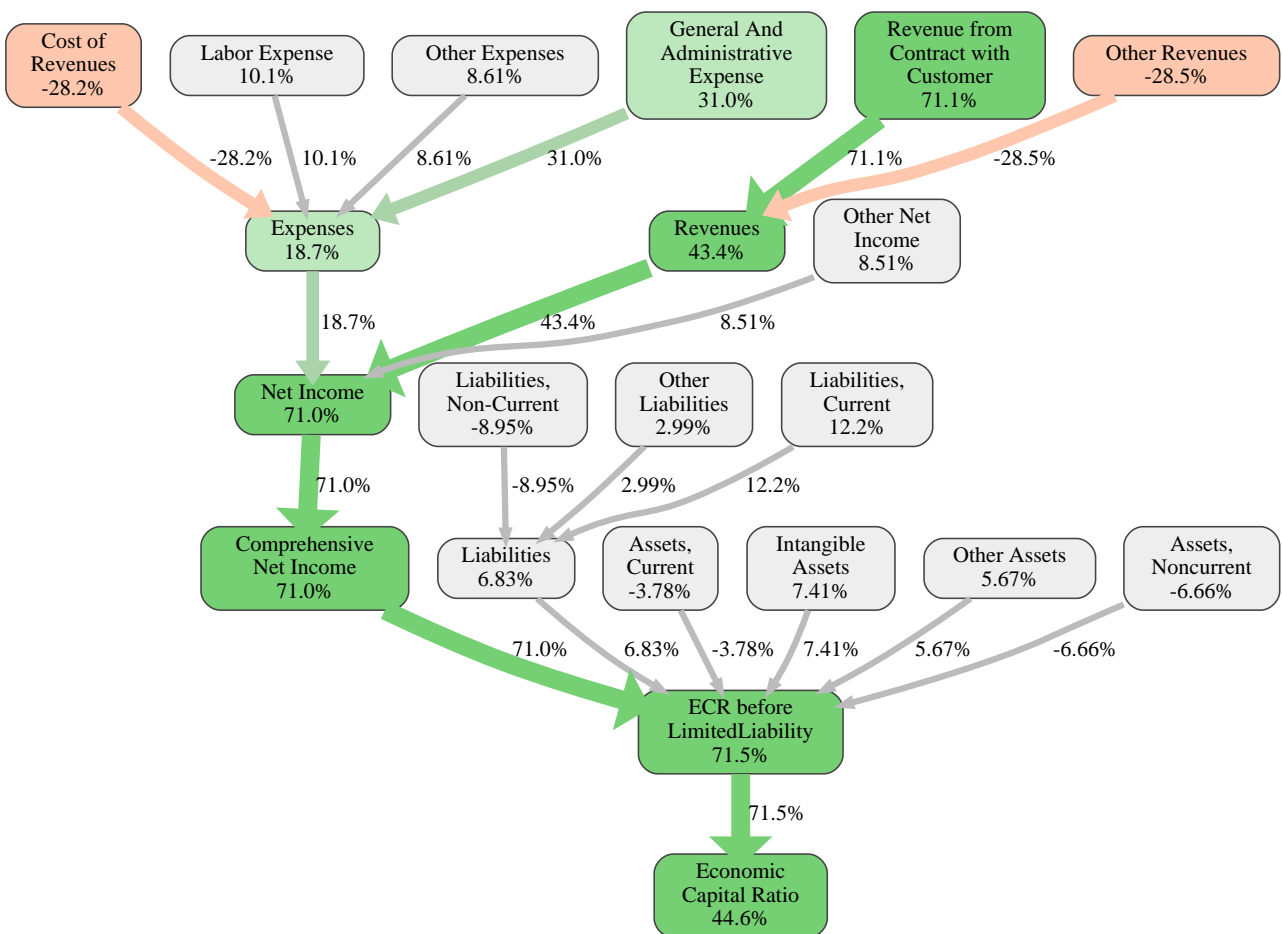 Cost of
Revenues
-28.2%
Labor Expense
10.1%
Other Expenses
8.61%
General And
Administrative
Expense
31.0%
Revenue from
Contract with
Customer
71.1%
Other Revenues
-28.5%
-28.2%
10.1%
8.61%
31.0%
71.1%
-28.5%
Expenses
18.7%
Revenues
43.4%
Other Net
Income
8.51%
18.7%
43.4%
8.51%
Net Income
71.0%
Liabilities,
Non-Current
-8.95%
Other
Liabilities
2.99%
Liabilities,
Current
12.2%
71.0%
-8.95%
2.99%
12.2%
Comprehensive
Net Income
71.0%
Liabilities
6.83%
Assets,
Current
-3.78%
Intangible
Assets
7.41%
Other Assets
5.67%
Assets,
Noncurrent
-6.66%
71.0%
6.83%
-3.78%
7.41%
5.67%
-6.66%
ECR before
LimitedLiability
71.5%
71.5%
Economic
Capital Ratio
44.6%